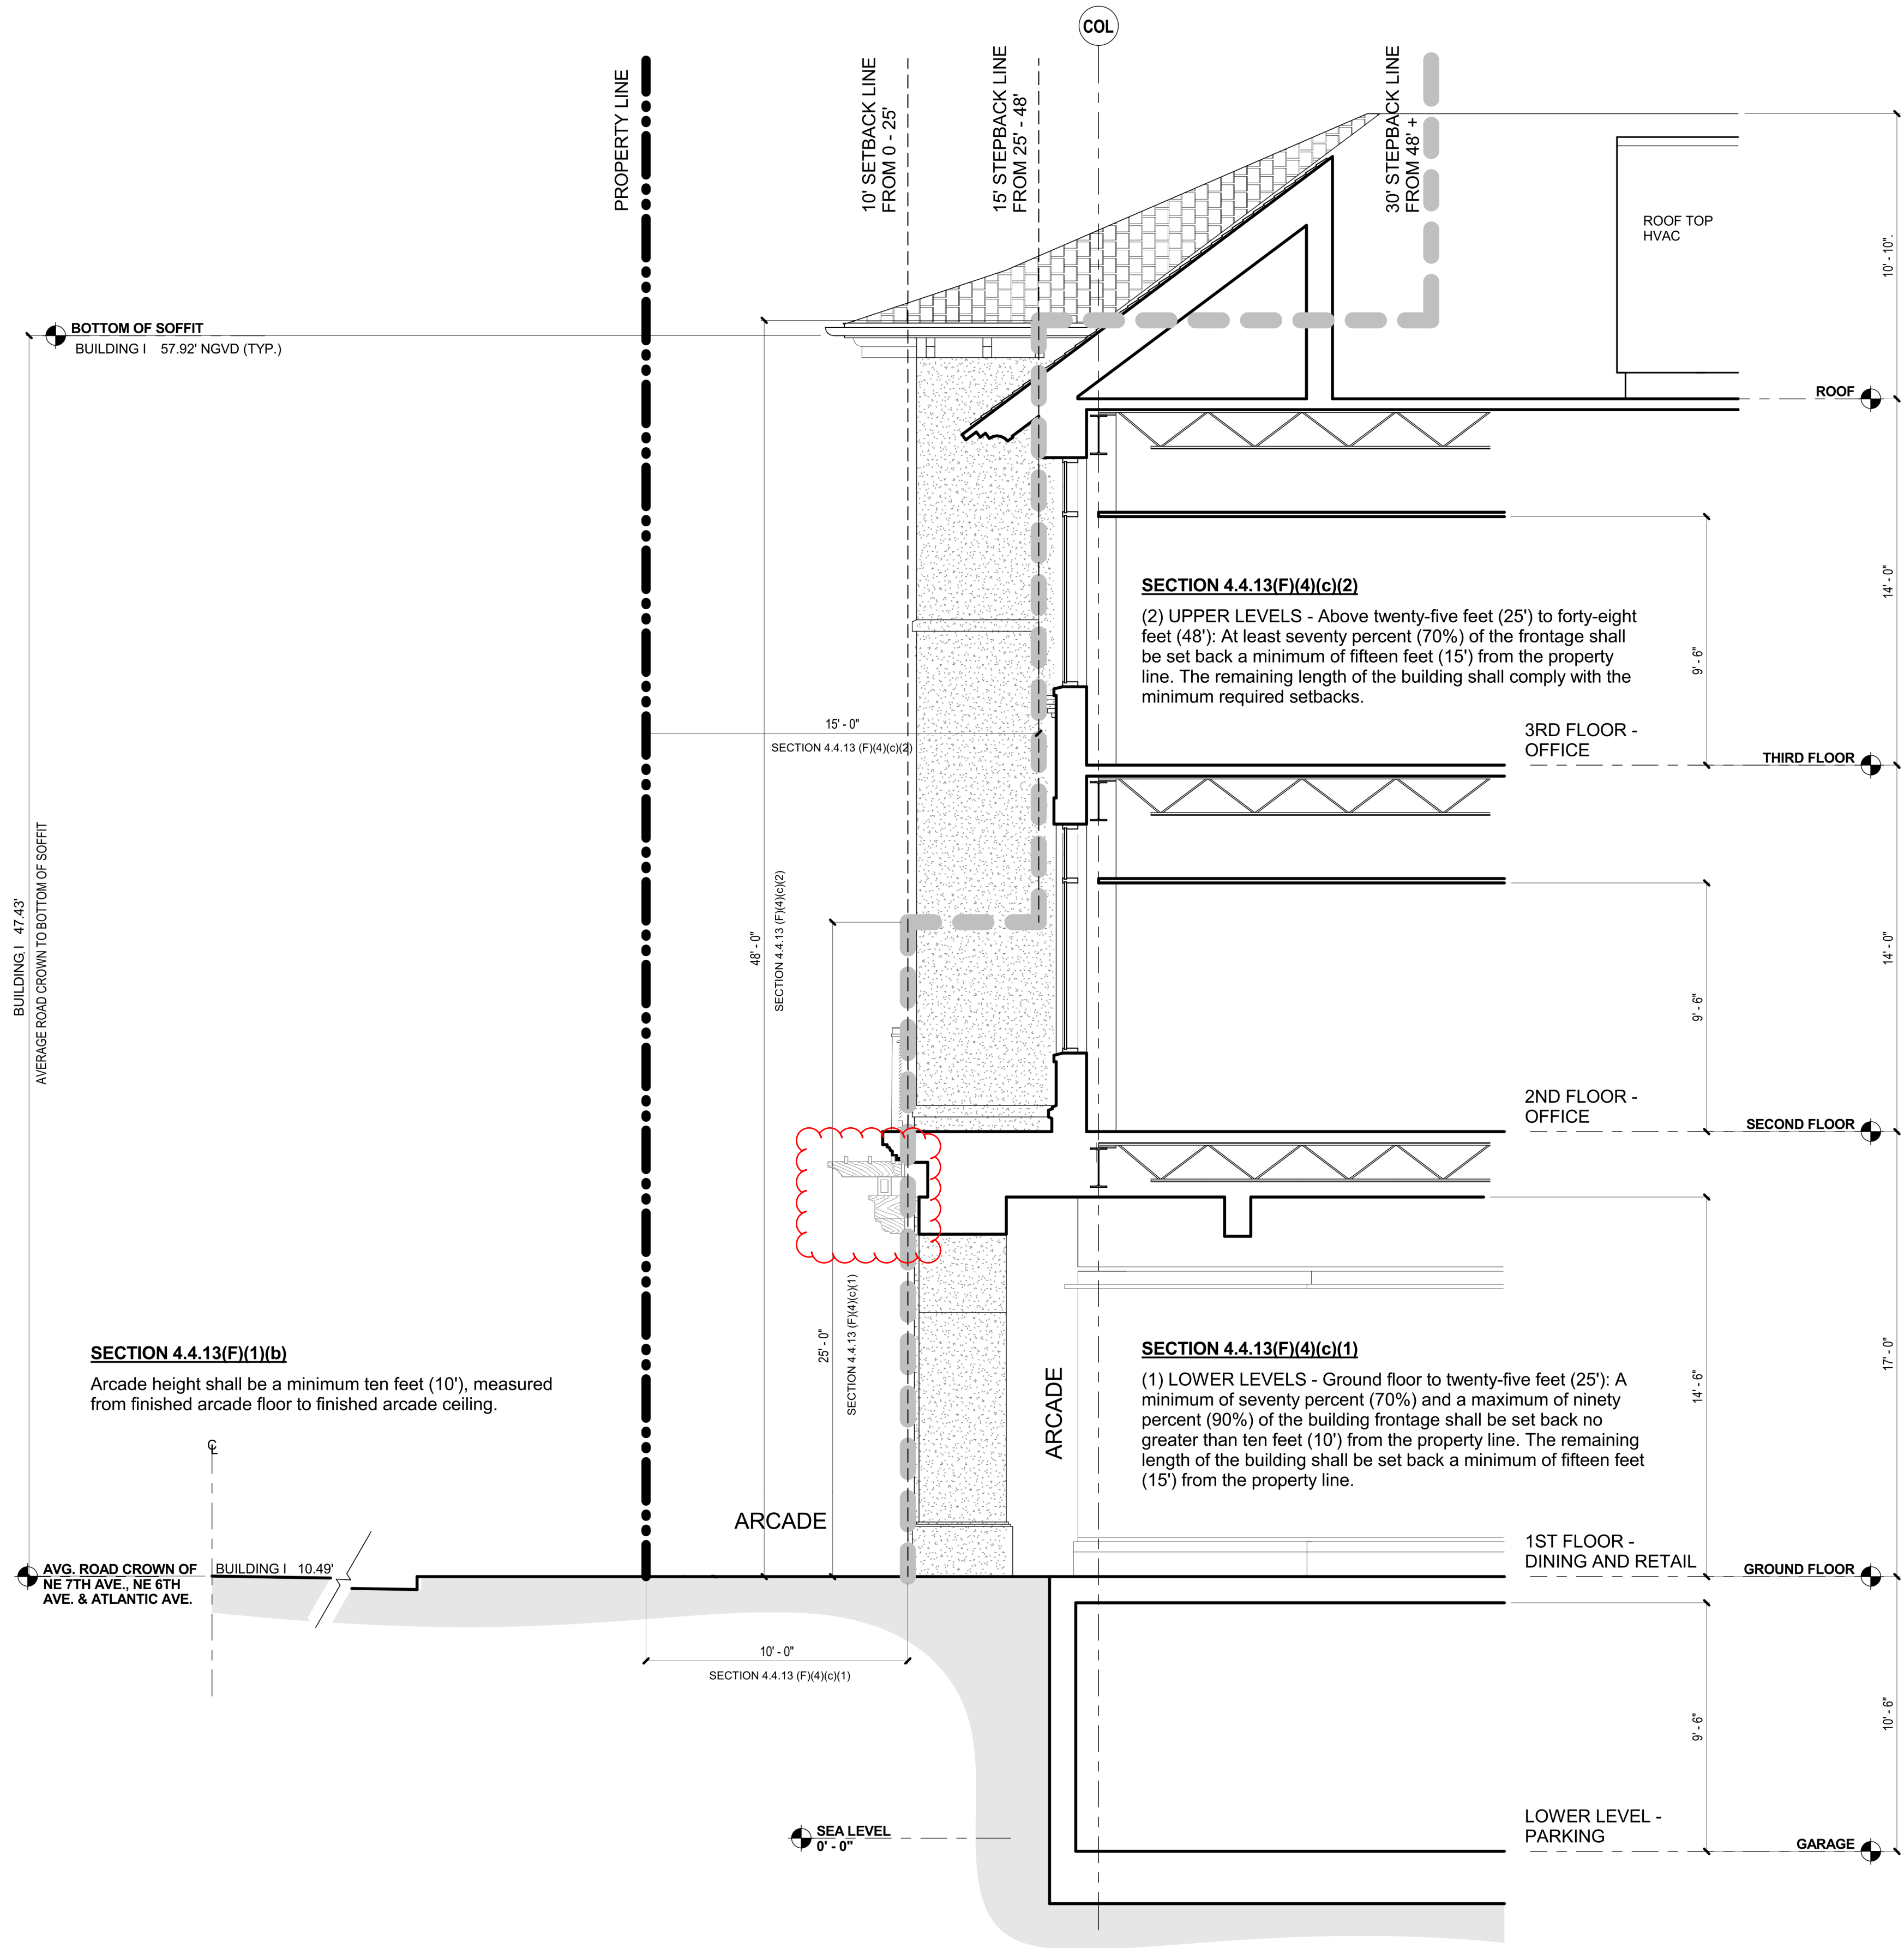 COL
PROPERTY LINE
10' SETBACK LINE
FROM 0 - 25'
15' STEPBACK LINE
FROM 25' - 48'
30' STEPBACK LINE
FROM 48' +
ROOF TOP
HVAC
10' - 10".
BOTTOM OF SOFFIT
BUILDING I 57.92' NGVD (TYP.)
ROOF
SECTION 4.4.13(F)(4)(c)(2)
(2) UPPER LEVELS - Above twenty-five feet (25') to forty-eight
feet (48'): At least seventy percent (70%) of the frontage shall
be set back a minimum of fifteen feet (15') from the property
line. The remaining length of the building shall comply with the
minimum required setbacks.
9' - 6"
14' - 0"
15' - 0"
SECTION 4.4.13 (F)(4)(c)(2)
3RD FLOOR -
OFFICE
THIRD FLOOR
BUILDING I 47.43'
AVERAGE ROAD CROWN TO BOTTOM OF SOFFIT
48' - 0"
SECTION 4.4.13 (F)(4)(c)(2)
9' - 6"
14' - 0"
2ND FLOOR -
OFFICE
SECOND FLOOR
25' - 0"
SECTION 4.4.13 (F)(4)(c)(1)
SECTION 4.4.13(F)(1)(b)
Arcade height shall be a minimum ten feet (10'), measured
from finished arcade floor to finished arcade ceiling.
ARCADE
SECTION 4.4.13(F)(4)(c)(1)
(1) LOWER LEVELS - Ground floor to twenty-five feet (25'): A
minimum of seventy percent (70%) and a maximum of ninety
percent (90%) of the building frontage shall be set back no
greater than ten feet (10') from the property line. The remaining
length of the building shall be set back a minimum of fifteen feet
(15') from the property line.
14' - 6"
17' - 0"
ARCADE
1ST FLOOR -
DINING AND RETAIL
GROUND FLOOR
AVG. ROAD CROWN OF
NE 7TH AVE., NE 6TH
AVE. & ATLANTIC AVE.
BUILDING I 10.49'
10' - 0"
SECTION 4.4.13 (F)(4)(c)(1)
9' - 6"
10' - 6"
SEA LEVEL
0' - 0"
LOWER LEVEL -
PARKING
GARAGE